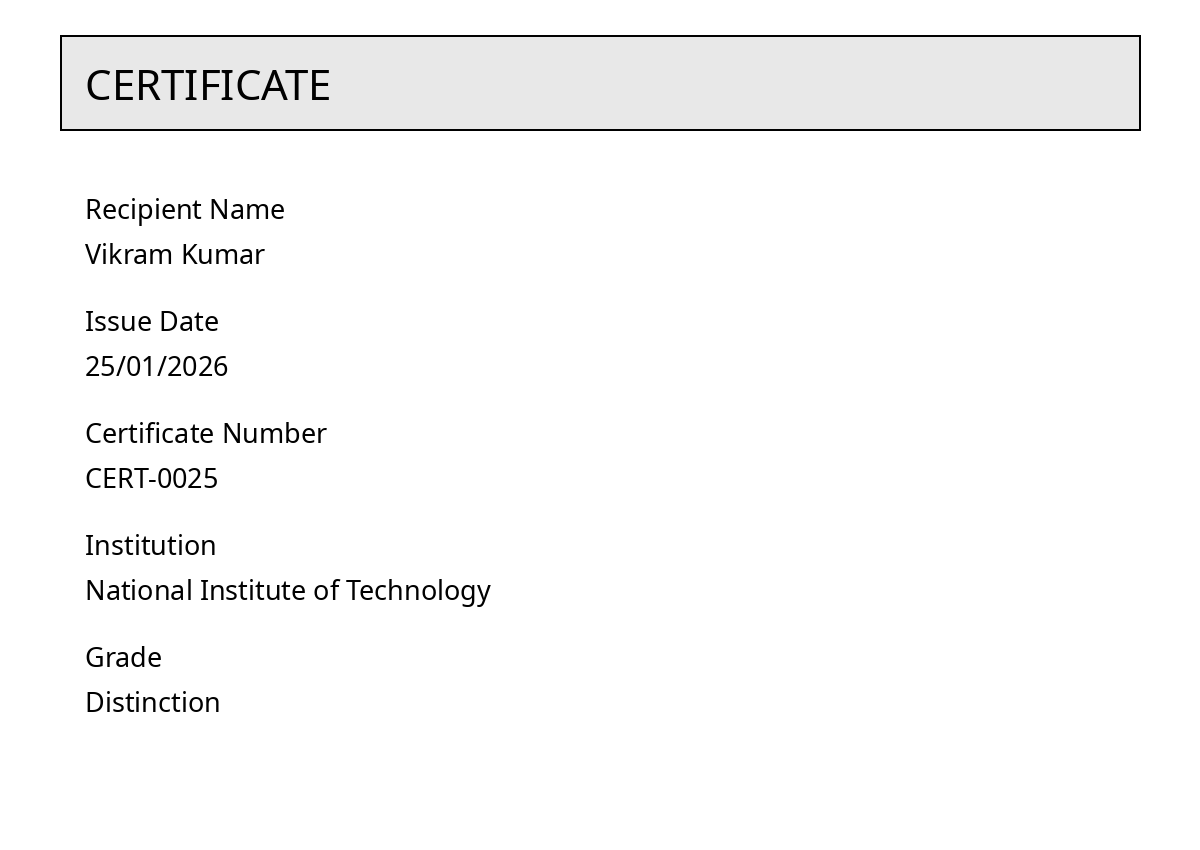 CERTIFICATE
Recipient Name
Vikram Kumar
Issue Date
25/01/2026
Certificate Number
CERT-0025
Institution
National Institute of Technology
Grade
Distinction